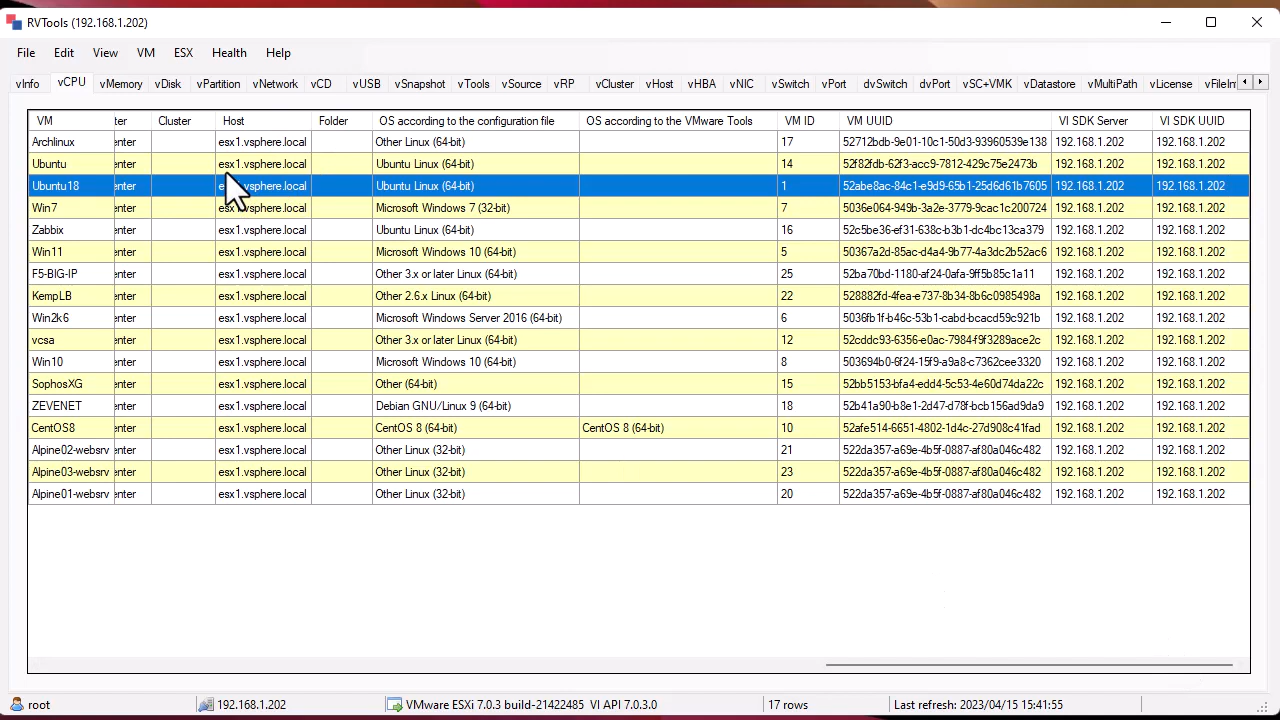 RVTools (192.168.1.202)
File Edit View VM ESX Health Help
vInfo vCPU vMemory vDisk vPartition vNetwork vCD vUSB vSnapshot vTools vSource vRP vCluster vHost vHBA vNIC vSwitch vPort dvSwitch dvPort vSC+VMK vDatastore vMultiPath vLicense vFileIn
VM ter Cluster Host Folder OS according to the configuration file OS according to the VMware Tools VM ID VM UUID VI SDK Server VI SDK UUID
Archlinux enter esx1.vsphere.local Other Linux (64-bit) 17 52712bdb-9e01-10c1-50d3-93960539e138 192.168.1.202 192.168.1.202
Ubuntu enter esx1.vsphere.local Ubuntu Linux (64-bit) 14 52f82fdb-62f3-acc9-7812-429c75e2473b 192.168.1.202 192.168.1.202
Ubuntu18 enter esx1.vsphere.local Ubuntu Linux (64-bit) 1 52abe8ac-84c1-e9d9-65b1-25d6d61b7605 192.168.1.202 192.168.1.202
Win7 enter esx1.vsphere.local Microsoft Windows 7 (32-bit) 7 5036e064-949b-3a2e-3779-9cac1c200724 192.168.1.202 192.168.1.202
Zabbix enter esx1.vsphere.local Ubuntu Linux (64-bit) 16 52c5be36-ef31-638c-b3b1-dc4bc13ca379 192.168.1.202 192.168.1.202
Win11 enter esx1.vsphere.local Microsoft Windows 10 (64-bit) 5 50367a2d-85ac-d4a4-9b77-4a3dc2b52ac6 192.168.1.202 192.168.1.202
F5-BIG-IP enter esx1.vsphere.local Other 3.x or later Linux (64-bit) 25 52ba70bd-1180-af24-0afa-9ff5b85c1a11 192.168.1.202 192.168.1.202
KempLB enter esx1.vsphere.local Other 2.6.x Linux (64-bit) 22 528882fd-4fea-e737-8b34-8b6c0985498a 192.168.1.202 192.168.1.202
Win2k6 enter esx1.vsphere.local Microsoft Windows Server 2016 (64-bit) 6 5036fb1f-b46c-53b1-cabd-bcacd59c921b 192.168.1.202 192.168.1.202
vcsa enter esx1.vsphere.local Other 3.x or later Linux (64-bit) 12 52cddc93-6356-e0ac-7984-f9f3289ace2c 192.168.1.202 192.168.1.202
Win10 enter esx1.vsphere.local Microsoft Windows 10 (64-bit) 8 503694b0-6f24-15f9-a9a8-c7362cee3320 192.168.1.202 192.168.1.202
SophosXG enter esx1.vsphere.local Other (64-bit) 15 52bb5153-bfa4-edd4-5c53-4e60d74da22c 192.168.1.202 192.168.1.202
ZEVENET enter esx1.vsphere.local Debian GNU/Linux 9 (64-bit) 18 52b41a90-b8e1-2d47-d78f-bcb156ad9da9 192.168.1.202 192.168.1.202
CentOS8 enter esx1.vsphere.local CentOS 8 (64-bit) CentOS 8 (64-bit) 10 52afe514-6651-4802-1d4c-27d908c41fad 192.168.1.202 192.168.1.202
Alpine02-websrv enter esx1.vsphere.local Other Linux (32-bit) 21 522da357-a69e-4b5f-0887-af80a046c482 192.168.1.202 192.168.1.202
Alpine03-websrv enter esx1.vsphere.local Other Linux (32-bit) 23 522da357-a69e-4b5f-0887-af80a046c482 192.168.1.202 192.168.1.202
Alpine01-websrv enter esx1.vsphere.local Other Linux (32-bit) 20 522da357-a69e-4b5f-0887-af80a046c482 192.168.1.202 192.168.1.202
root 192.168.1.202 VMware ESXi 7.0.3 build-21422485 VI API 7.0.3.0 17 rows Last refresh: 2023/04/15 15:41:55